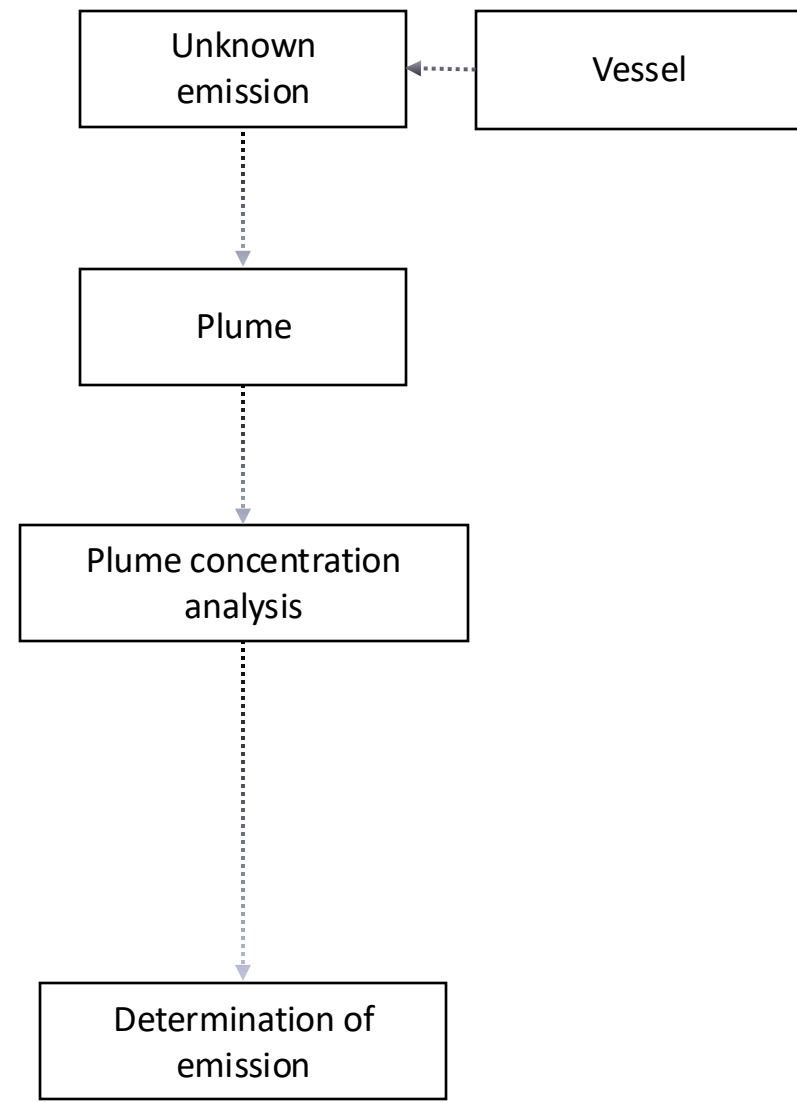 Unknown
emission
Vessel
Plume
Plume concentration
analysis
Determination of
emission